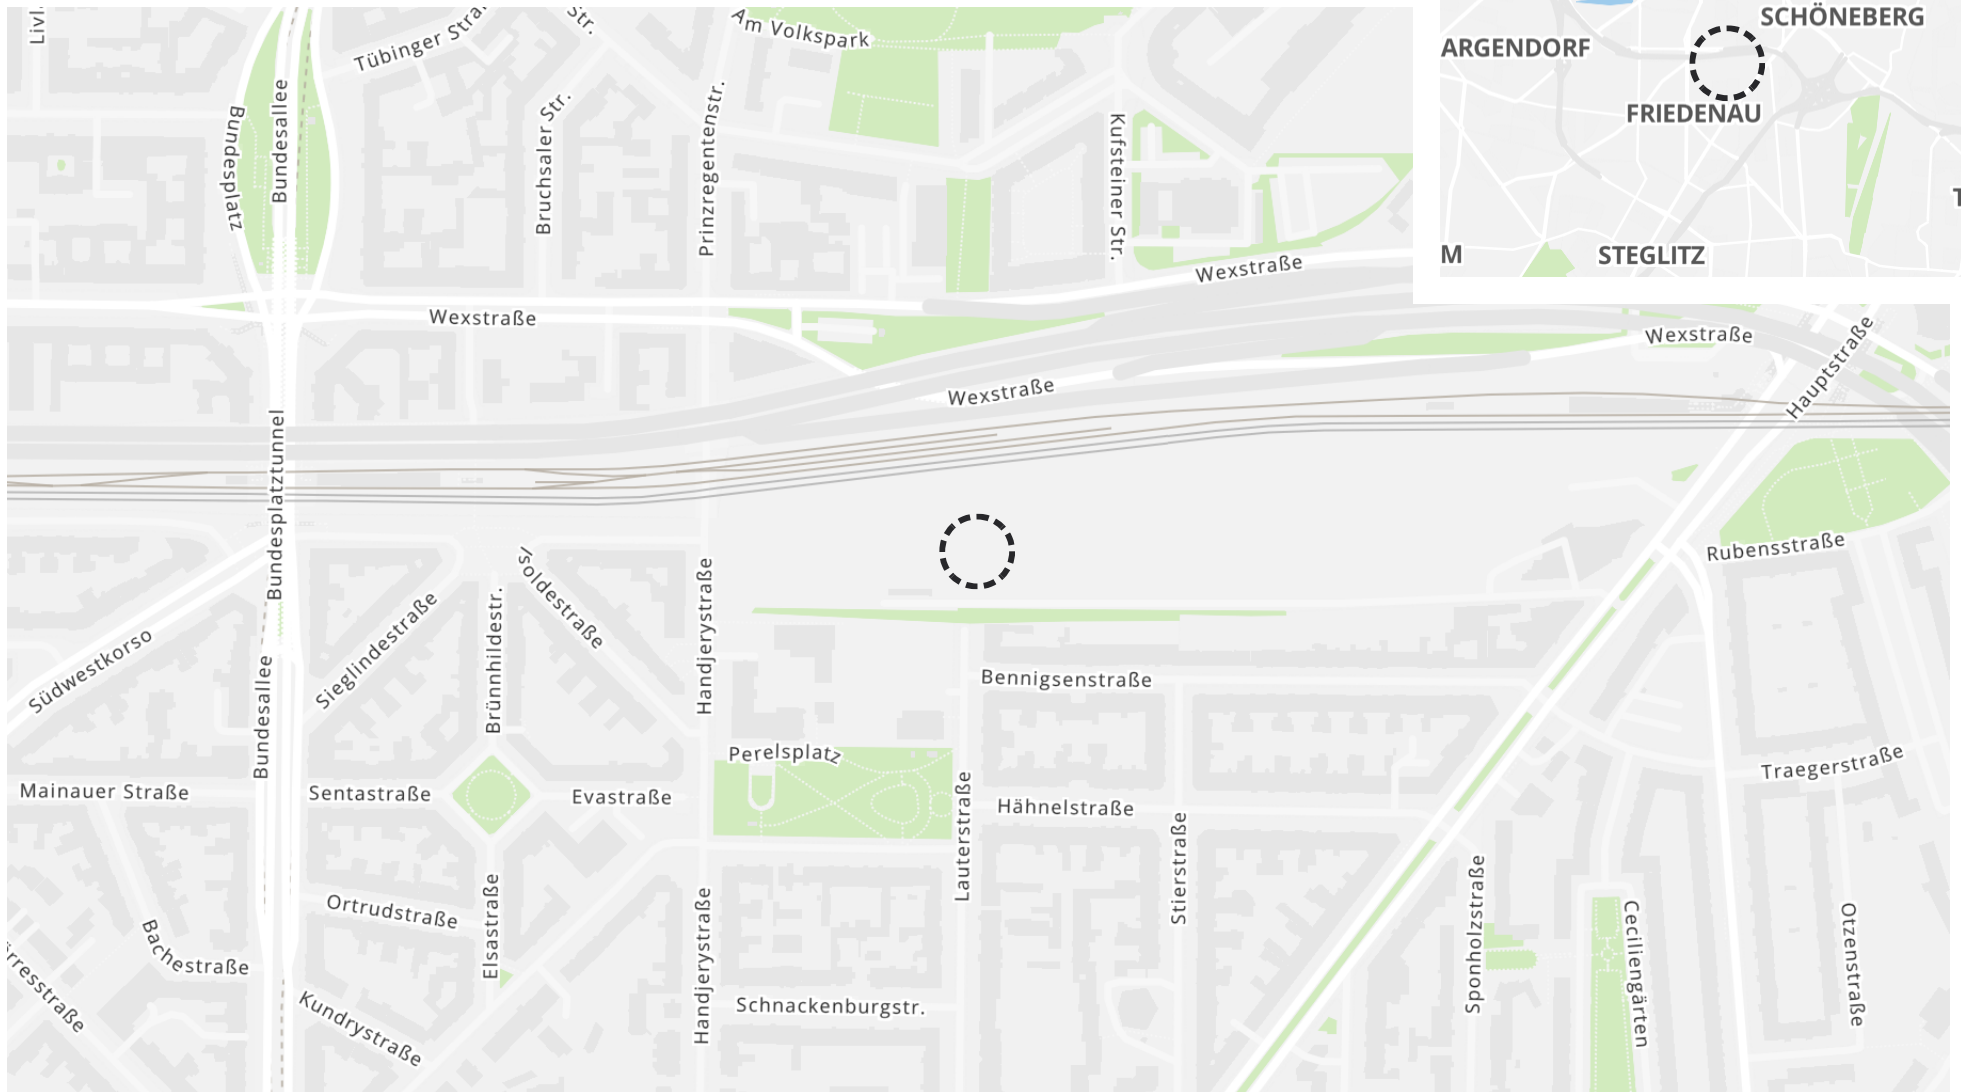 Tübinger Stra
Str.
Am Volkspark
SCHÖNEBERG
ARGENDORF
FRIEDENAU
M
STEGLITZ
T
Livl
Bundesplatz
Bundesallee
Bruchsaler Str.
Prinzregentenstr.
Kufsteiner Str.
Wexstraße
Wexstraße
Wexstraße
Wexstraße
Hauptstraße
Bundesplatztunnel
Rubensstraße
Südwestkorso
Sieglindestraße
Brünnhildestr.
Isoldestraße
Handjerystraße
Bundesallee
Bennigsenstraße
Perelsplatz
Traegerstraße
Mainauer Straße
Sentastraße
Evastraße
Lauterstraße
Hähnelstraße
Stierstraße
Sponholzstraße
Ceciliengärten
Otzenstraße
Ortrudstraße
Elsastraße
Handjerystraße
Bachestraße
Schnackenburgstr.
Kundrystraße
rresstraße